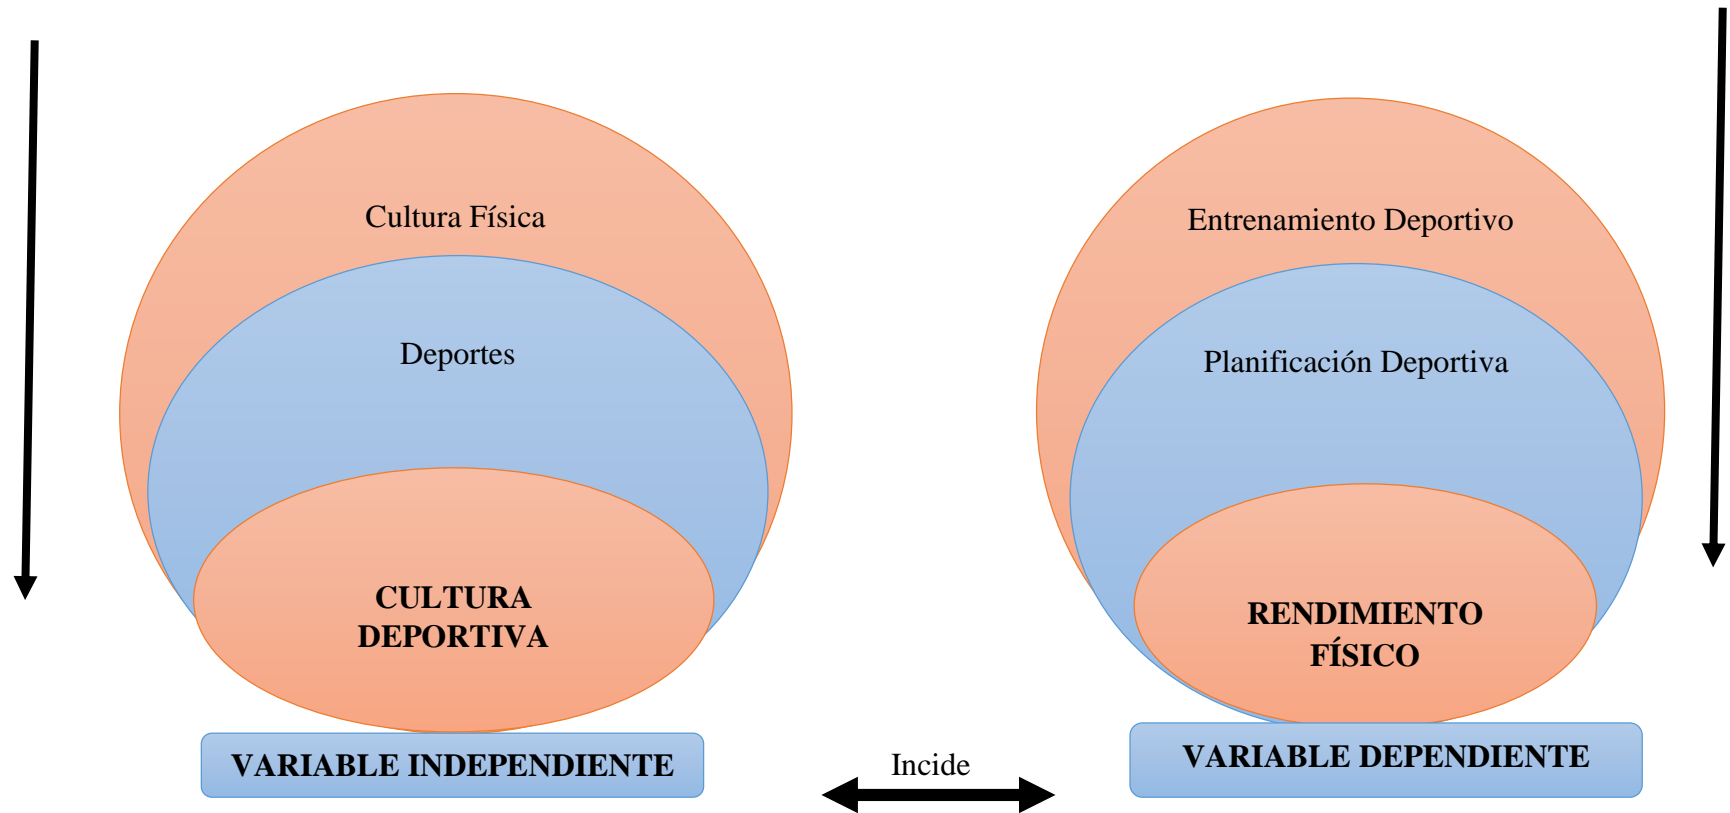 Cultura Física
Deportes
CULTURA
DEPORTIVA
VARIABLE INDEPENDIENTE
Incide
Entrenamiento Deportivo
Planificación Deportiva
RENDIMIENTO
FÍSICO
VARIABLE DEPENDIENTE